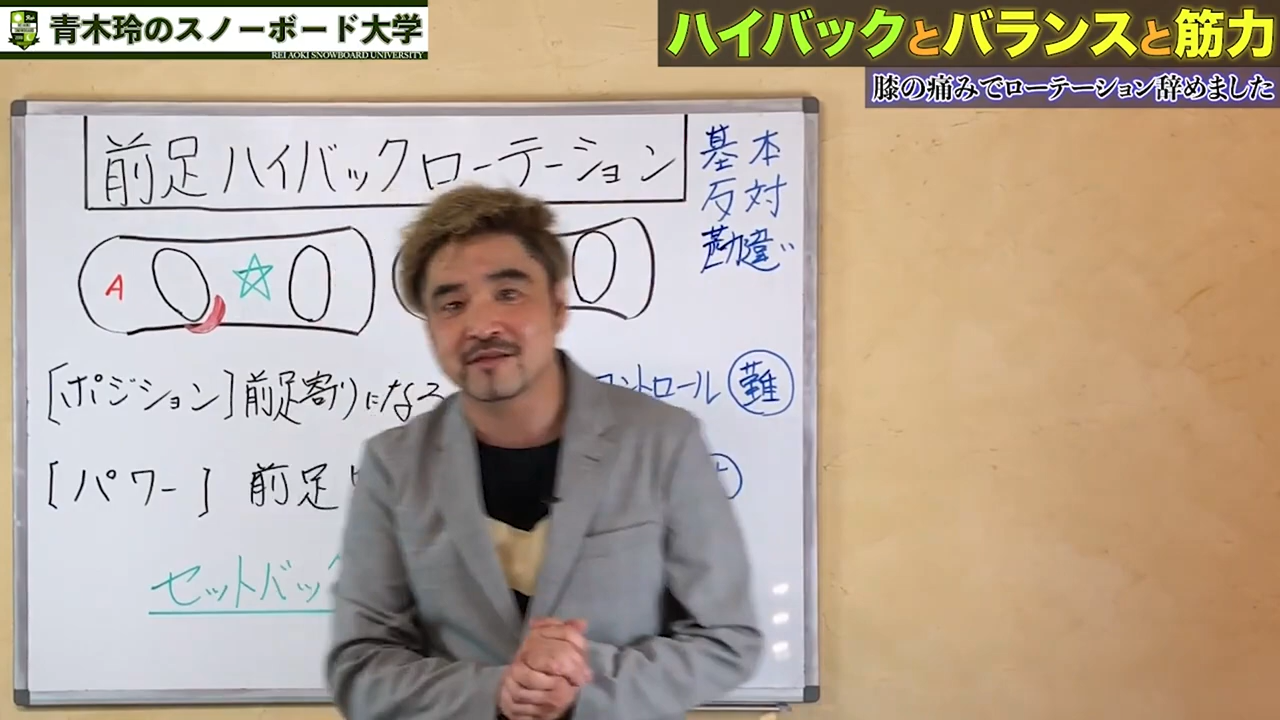 青木玲のスノーボード大学
REI AOKI SNOWBOARD UNIVERSITY
ハイバックとバランスと筋力
膝の痛みでローテーション辞めました
前足ハイバックローテーション
基本
反対
勘違い
A
[ポジション]前足寄りになる
コントロール 難
[パワー] 前足
セットバック